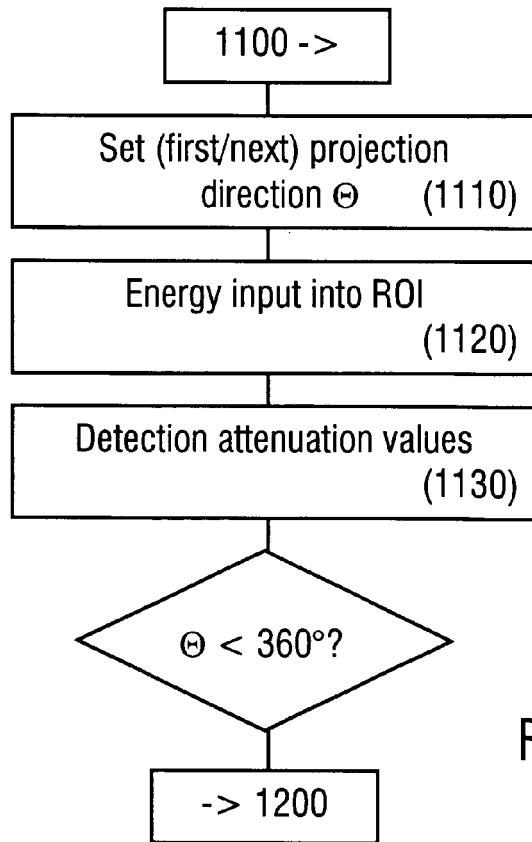 1100 ->
Set (first/next) projection
direction Θ (1110)
Energy input into ROI
(1120)
Detection attenuation values
(1130)
Θ < 360°?
-> 1200